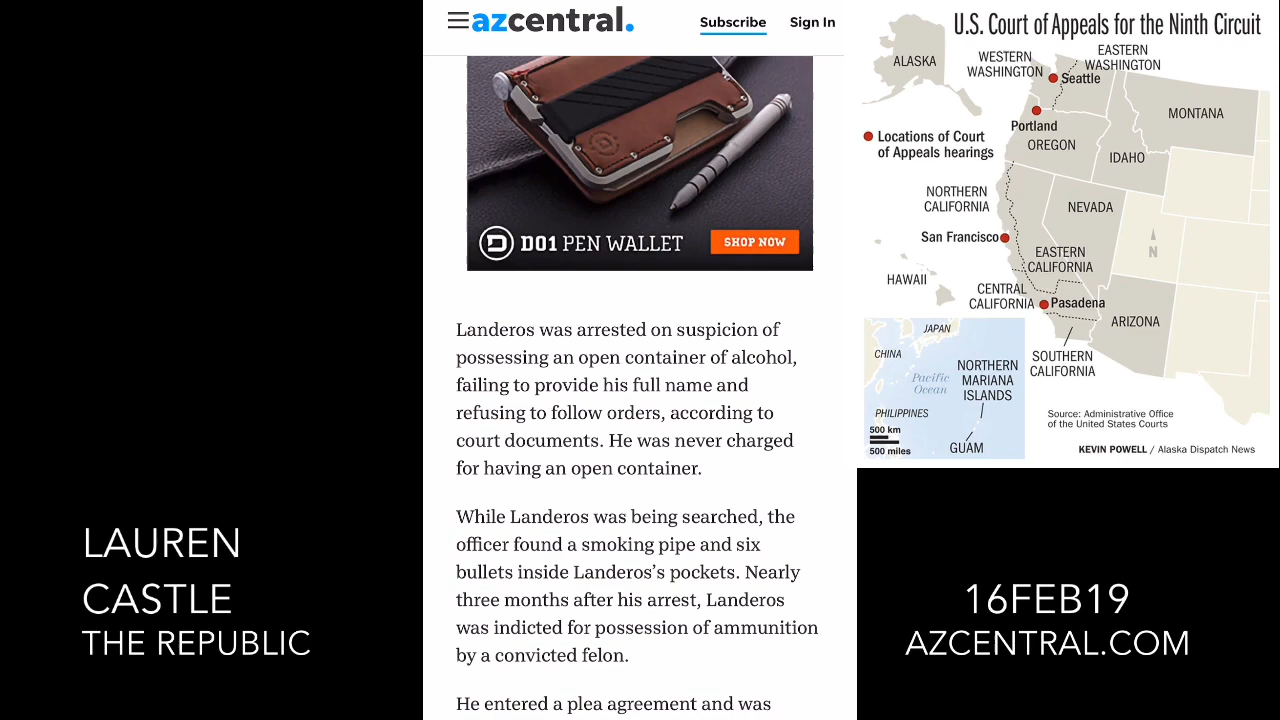 LAUREN
CASTLE
THE REPUBLIC
azcentral.
Subscribe
Sign In
D01 PEN WALLET
SHOP NOW
Landeros was arrested on suspicion of
possessing an open container of alcohol,
failing to provide his full name and
refusing to follow orders, according to
court documents. He was never charged
for having an open container.
While Landeros was being searched, the
officer found a smoking pipe and six
bullets inside Landeros’s pockets. Nearly
three months after his arrest, Landeros
was indicted for possession of ammunition
by a convicted felon.
He entered a plea agreement and was
U.S. Court of Appeals for the Ninth Circuit
ALASKA
WESTERN
WASHINGTON
EASTERN
WASHINGTON
Seattle
MONTANA
Portland
OREGON
Locations of Court
of Appeals hearings
IDAHO
NORTHERN
CALIFORNIA
NEVADA
San Francisco
N
EASTERN
CALIFORNIA
HAWAII
CENTRAL
CALIFORNIA
Pasadena
ARIZONA
SOUTHERN
CALIFORNIA
JAPAN
CHINA
NORTHERN
MARIANA
ISLANDS
Pacific
Ocean
PHILIPPINES
500 km
500 miles
GUAM
Source: Administrative Office
of the United States Courts
KEVIN POWELL / Alaska Dispatch News
16FEB19
AZCENTRAL.COM